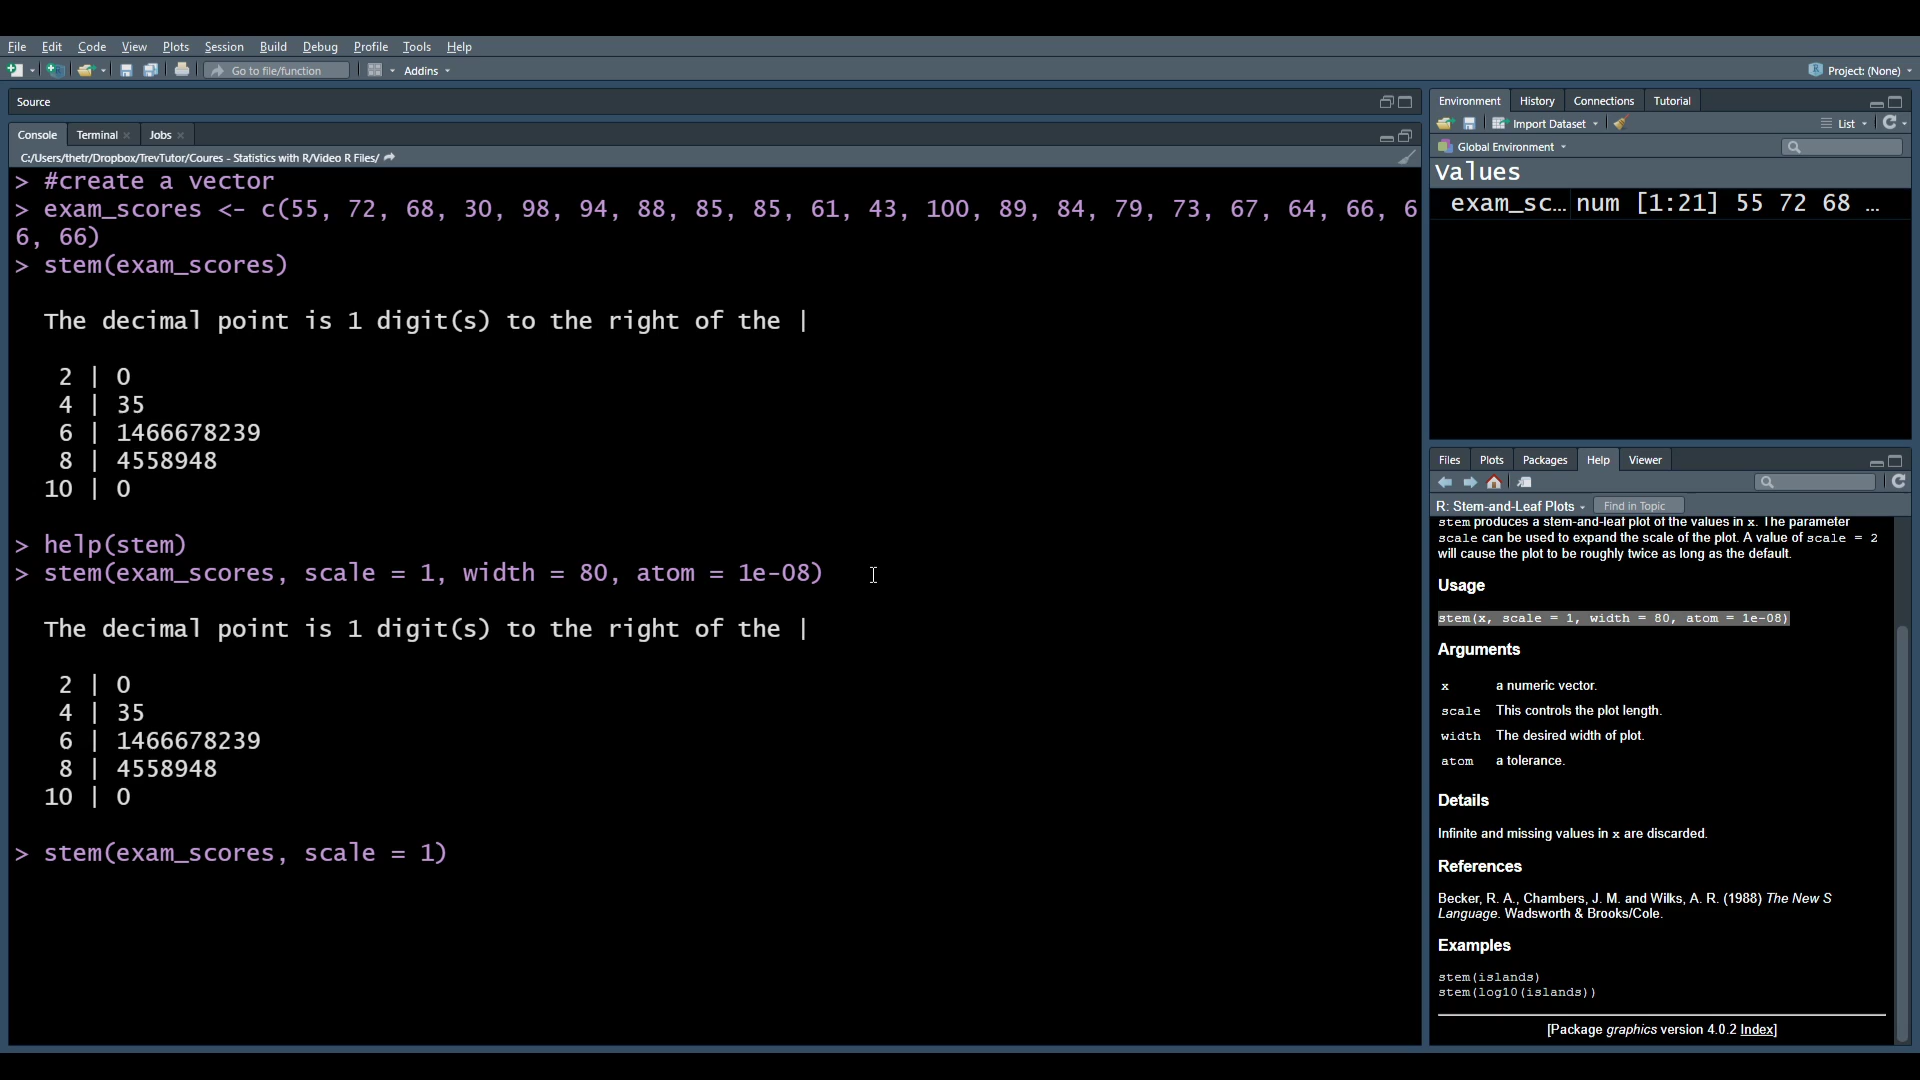 File Edit Code View Plots Session Build Debug Profile Tools Help
Go to file/function Addins Project: (None)
Source
Console Terminal Jobs
C:/Users/thetr/Dropbox/TrevTutor/Coures - Statistics with R/Video R Files/
> #create a vector
> exam_scores <- c(55, 72, 68, 30, 98, 94, 88, 85, 85, 61, 43, 100, 89, 84, 79, 73, 67, 64, 66, 6
6, 66)
> stem(exam_scores)
The decimal point is 1 digit(s) to the right of the |
2 | 0
4 | 35
6 | 1466678239
8 | 4558948
10 | 0
> help(stem)
> stem(exam_scores, scale = 1, width = 80, atom = 1e-08)
The decimal point is 1 digit(s) to the right of the |
2 | 0
4 | 35
6 | 1466678239
8 | 4558948
10 | 0
> stem(exam_scores, scale = 1)
Environment History Connections Tutorial
Import Dataset List
Global Environment
Values
exam_sc... num [1:21] 55 72 68 ...
Files Plots Packages Help Viewer
R: Stem-and-Leaf Plots Find in Topic
stem produces a stem-and-leaf plot of the values in x. The parameter
scale can be used to expand the scale of the plot. A value of scale = 2
will cause the plot to be roughly twice as long as the default.
Usage
stem(x, scale = 1, width = 80, atom = 1e-08)
Arguments
x a numeric vector.
scale This controls the plot length.
width The desired width of plot.
atom a tolerance.
Details
Infinite and missing values in x are discarded.
References
Becker, R. A., Chambers, J. M. and Wilks, A. R. (1988) The New S
Language. Wadsworth & Brooks/Cole.
Examples
stem(islands)
stem(log10(islands))
[Package graphics version 4.0.2 Index]